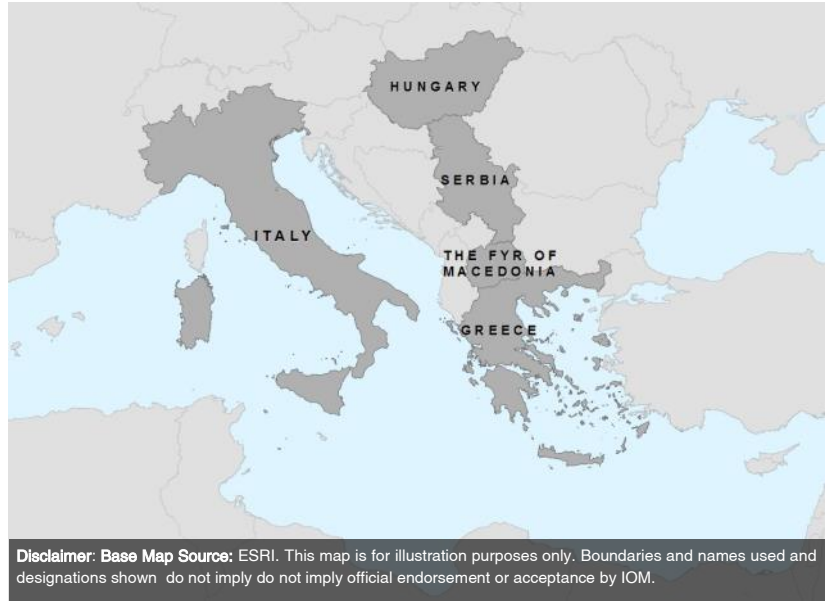 HUNGARY
SERBIA
ITALY
THE FYR OF
MACEDONIA
GREECE
Disclaimer: Base Map Source: ESRI. This map is for illustration purposes only. Boundaries and names used and
designations shown do not imply do not imply official endorsement or acceptance by IOM.